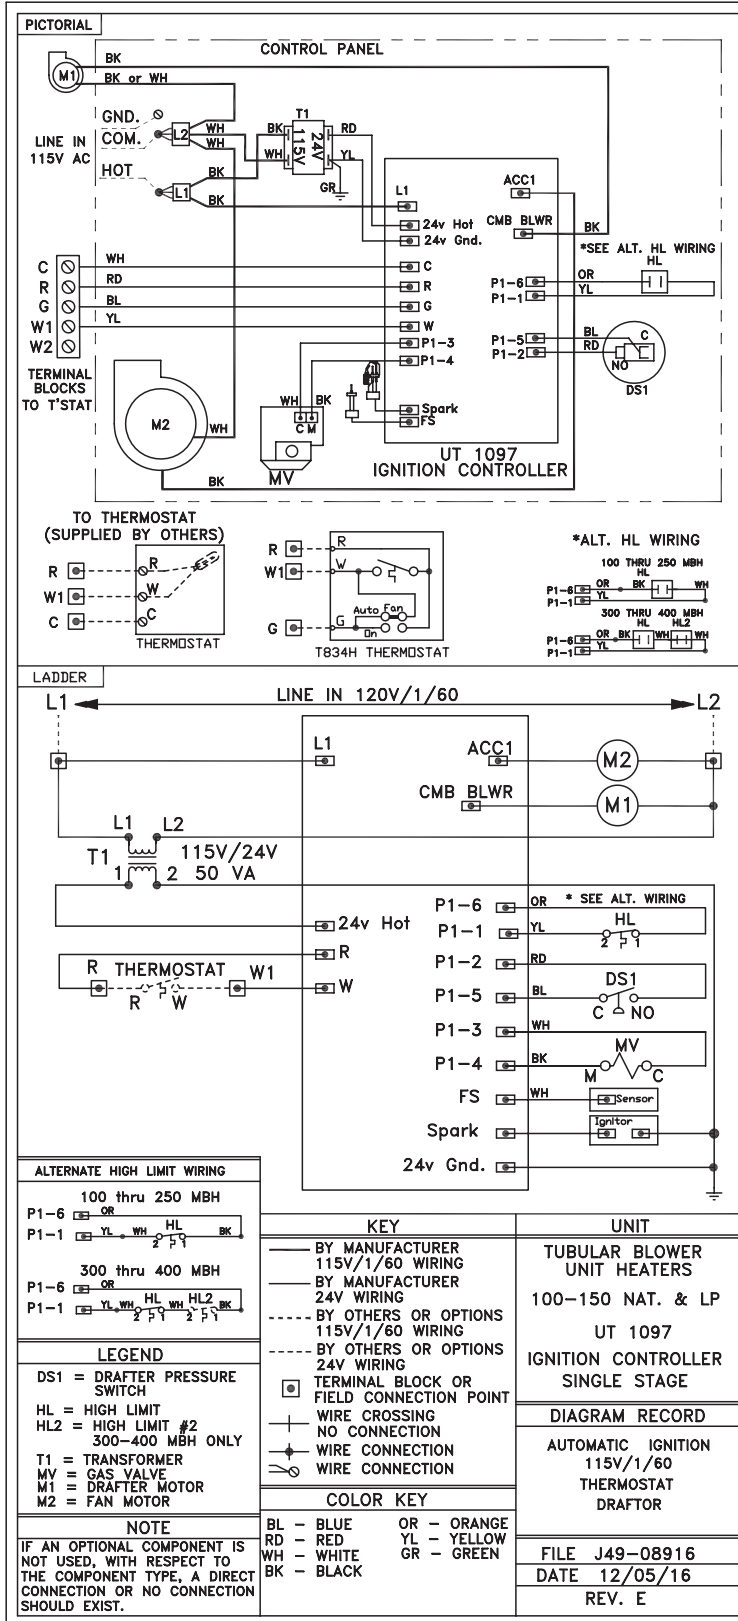 PICTORIAL
CONTROL PANEL
M1
BK
BK or WH
GND.
COM.
LINE IN
115V AC
HOT
L2
WH
WH
WH
L1
BK
BK
BK
WH
T1
115V
24V
RD
YL
GR
L1
24v Hot
24v Gnd.
ACC1
CMB BLWR
BK
*SEE ALT. HL WIRING
HL
C
WH
C
R
RD
R
G
BL
G
W1
YL
W
W2
P1-3
P1-4
P1-6
OR
P1-1
YL
P1-5
BL
P1-2
RD
C
NO
DS1
TERMINAL
BLOCKS
TO T'STAT
M2
WH
BK
WH
BK
C M
MV
Spark
FS
UT 1097
IGNITION CONTROLLER
TO THERMOSTAT
(SUPPLIED BY OTHERS)
R
R
W1
W
C
C
THERMOSTAT
R
R
W1
W
Auto Fan
G
G
On
T834H THERMOSTAT
*ALT. HL WIRING
100 THRU 250 MBH
HL
P1-6
OR
BK
WH
P1-1
YL
300 THRU 400 MBH
HL
HL2
P1-6
OR
BK
WH
WH
P1-1
YL
LADDER
L1
LINE IN 120V/1/60
L2
L1
ACC1
M2
CMB BLWR
M1
L1
L2
T1
115V/24V
1
2
50 VA
24v Hot
R
W
R
THERMOSTAT
W1
R
W
P1-6
OR
* SEE ALT. WIRING
P1-1
YL
HL
2
1
P1-2
RD
P1-5
BL
DS1
C
NO
P1-3
WH
P1-4
BK
MV
M
C
FS
WH
Sensor
Spark
Ignitor
24v Gnd.
ALTERNATE HIGH LIMIT WIRING
100 thru 250 MBH
P1-6
OR
P1-1
YL
WH
HL
BK
2 1
300 thru 400 MBH
P1-6
OR
P1-1
YL
WH
HL
WH
HL2
BK
2 1
2 1
LEGEND
DS1 = DRAFTER PRESSURE
SWITCH
HL = HIGH LIMIT
HL2 = HIGH LIMIT #2
300-400 MBH ONLY
T1 = TRANSFORMER
MV = GAS VALVE
M1 = DRAFTER MOTOR
M2 = FAN MOTOR
NOTE
IF AN OPTIONAL COMPONENT IS
NOT USED, WITH RESPECT TO
THE COMPONENT TYPE, A DIRECT
CONNECTION OR NO CONNECTION
SHOULD EXIST.
KEY
BY MANUFACTURER
115V/1/60 WIRING
BY MANUFACTURER
24V WIRING
BY OTHERS OR OPTIONS
115V/1/60 WIRING
BY OTHERS OR OPTIONS
24V WIRING
TERMINAL BLOCK OR
FIELD CONNECTION POINT
WIRE CROSSING
NO CONNECTION
WIRE CONNECTION
WIRE CONNECTION
COLOR KEY
BL - BLUE OR - ORANGE
RD - RED YL - YELLOW
WH - WHITE GR - GREEN
BK - BLACK
UNIT
TUBULAR BLOWER
UNIT HEATERS
100-150 NAT. & LP
UT 1097
IGNITION CONTROLLER
SINGLE STAGE
DIAGRAM RECORD
AUTOMATIC IGNITION
115V/1/60
THERMOSTAT
DRAFTOR
FILE J49-08916
DATE 12/05/16
REV. E